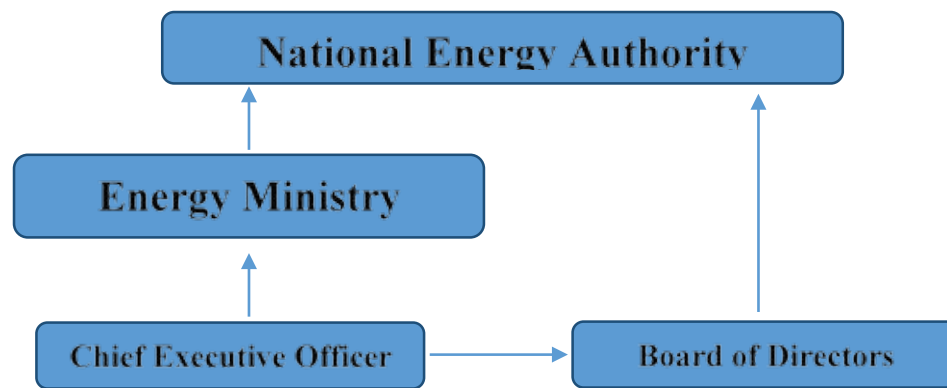 National Energy Authority
Energy Ministry
Chief Executive Officer
Board of Directors